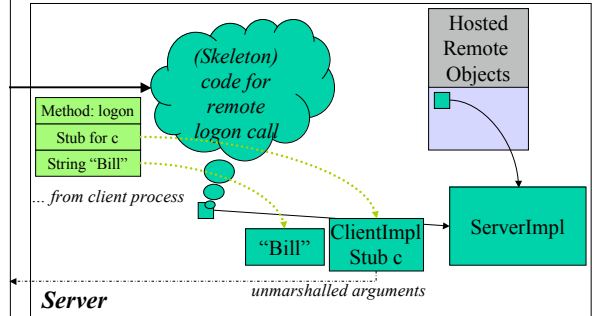 (Skeleton)
code for
remote
logon call
Hosted
Remote
Objects
Method: logon
Stub for c
String “Bill”
... from client process
“Bill”
ClientImpl
Stub c
ServerImpl
unmarshalled arguments
Server